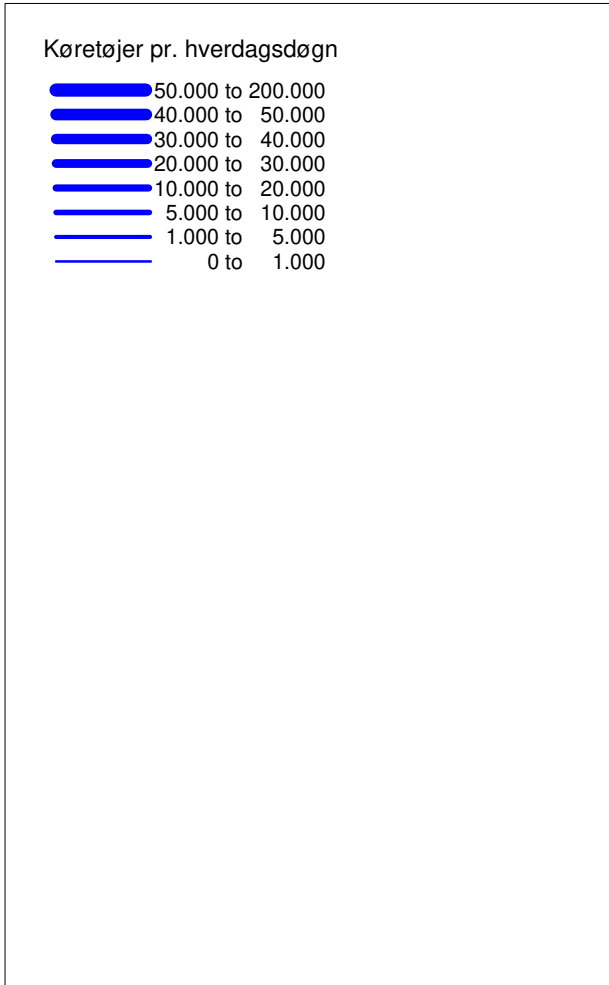 Køretøjer pr. hverdagsdøgn
50.000 to 200.000
40.000 to 50.000
30.000 to 40.000
20.000 to 30.000
10.000 to 20.000
5.000 to 10.000
1.000 to 5.000
0 to 1.000